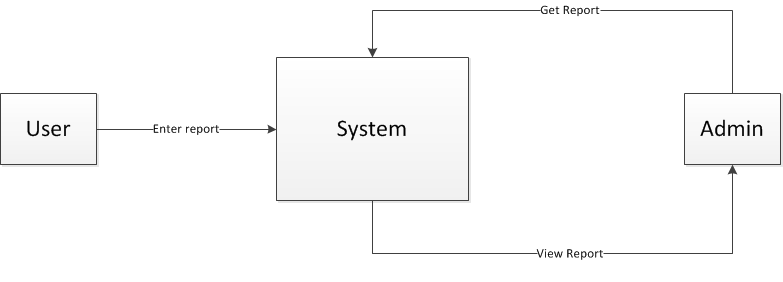 Get Report
User
Enter report
System
Admin
View Report